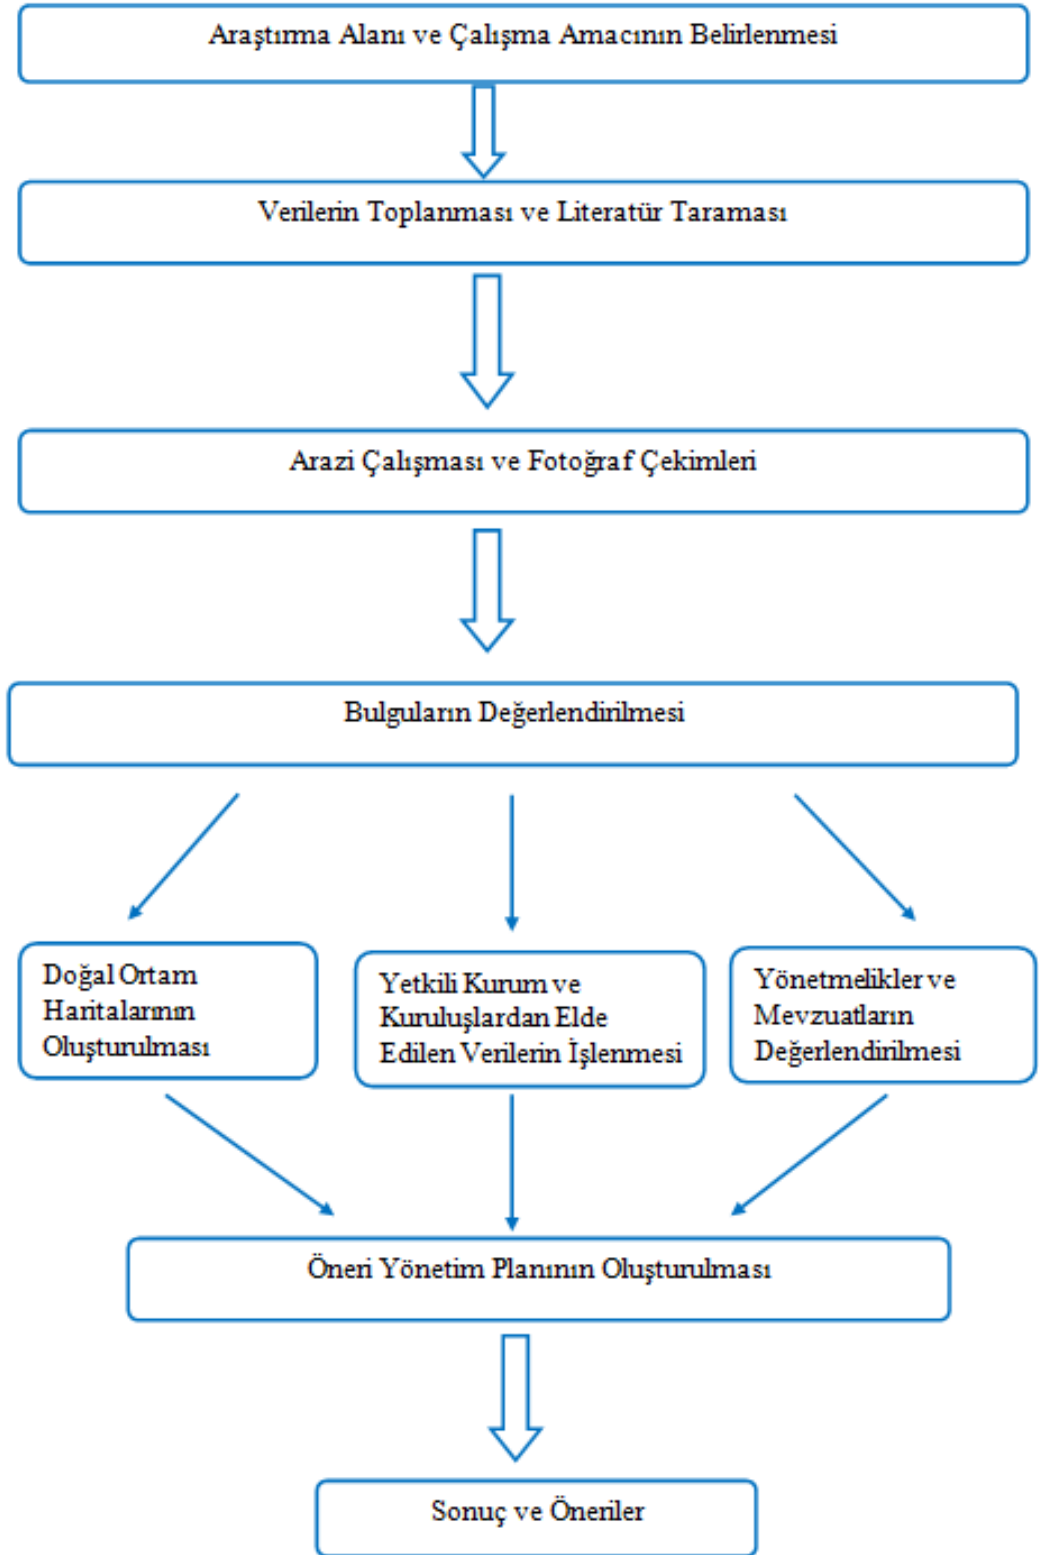 Araştırma Alanı ve Çalışma Amacının Belirlenmesi
Verilerin Toplanması ve Literatür Taraması
Arazi Çalışması ve Fotoğraf Çekimleri
Bulguların Değerlendirilmesi
Doğal Ortam
Haritalarının
Oluşturulması
Yetkili Kurum ve
Kuruluşlardan Elde
Edilen Verilerin İşlenmesi
Yönetmelikler ve
Mevzuatların
Değerlendirilmesi
Öneri Yönetim Planının Oluşturulması
Sonuç ve Öneriler